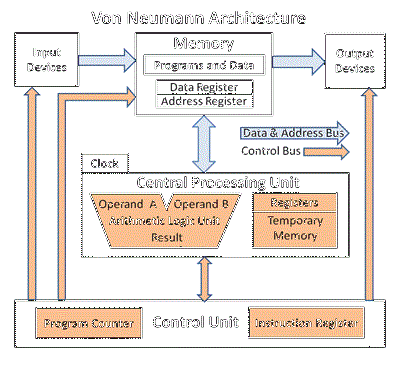 Von Neumann Architecture
Input
Devices
Memory
Programs and Data
Data Register
Address Register
Output
Devices
Data & Address Bus
Control Bus
Clock
Central Processing Unit
Operand A
Operand B
Arithmetic Logic Unit
Result
Registers
Temporary
Memory
Program Counter
Control Unit
Instruction Register